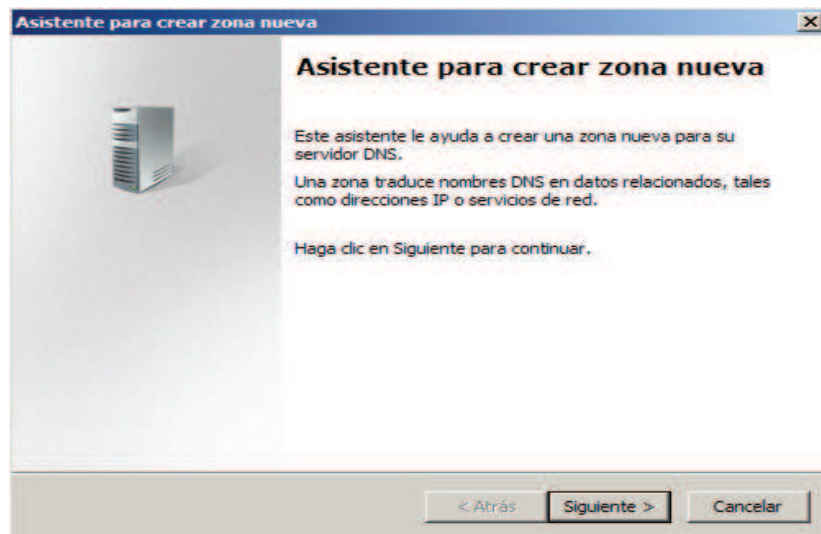 Asistente para crear zona nueva
Asistente para crear zona nueva
Este asistente le ayuda a crear una zona nueva para su
servidor DNS.
Una zona traduce nombres DNS en datos relacionados, tales
como direcciones IP o servicios de red.
Haga clic en Siguiente para continuar.
< Atrás
Siguiente >
Cancelar